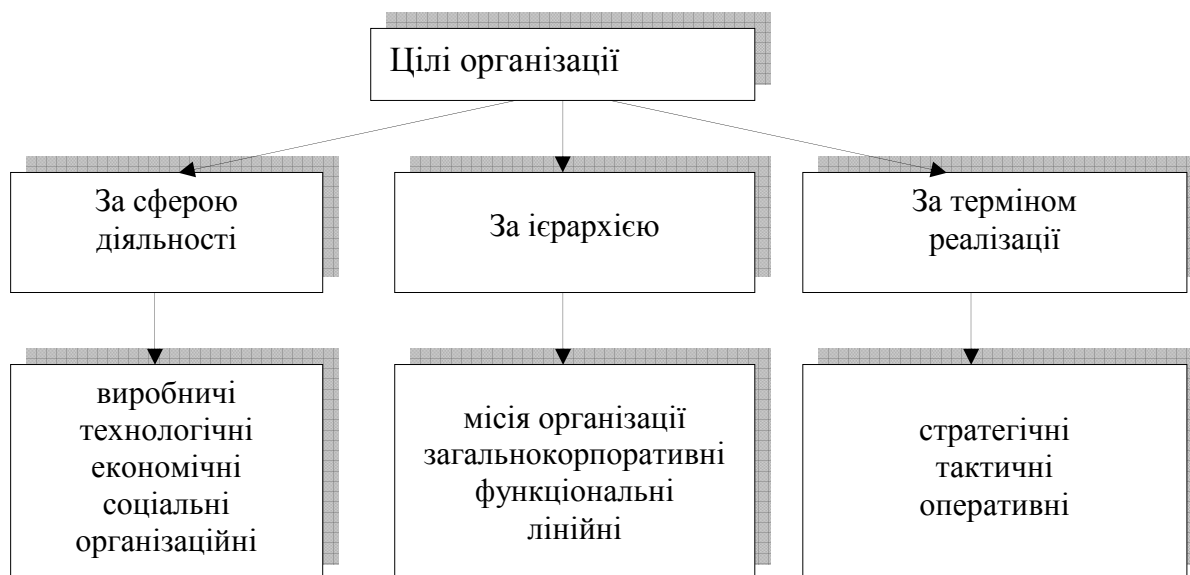 Цілі організації
За сферою
діяльності
За ієрархією
За терміном
реалізації
виробничі
технологічні
економічні
соціальні
організаційні
місія організації
загальнокорпоративні
функціональні
лінійні
стратегічні
тактичні
оперативні